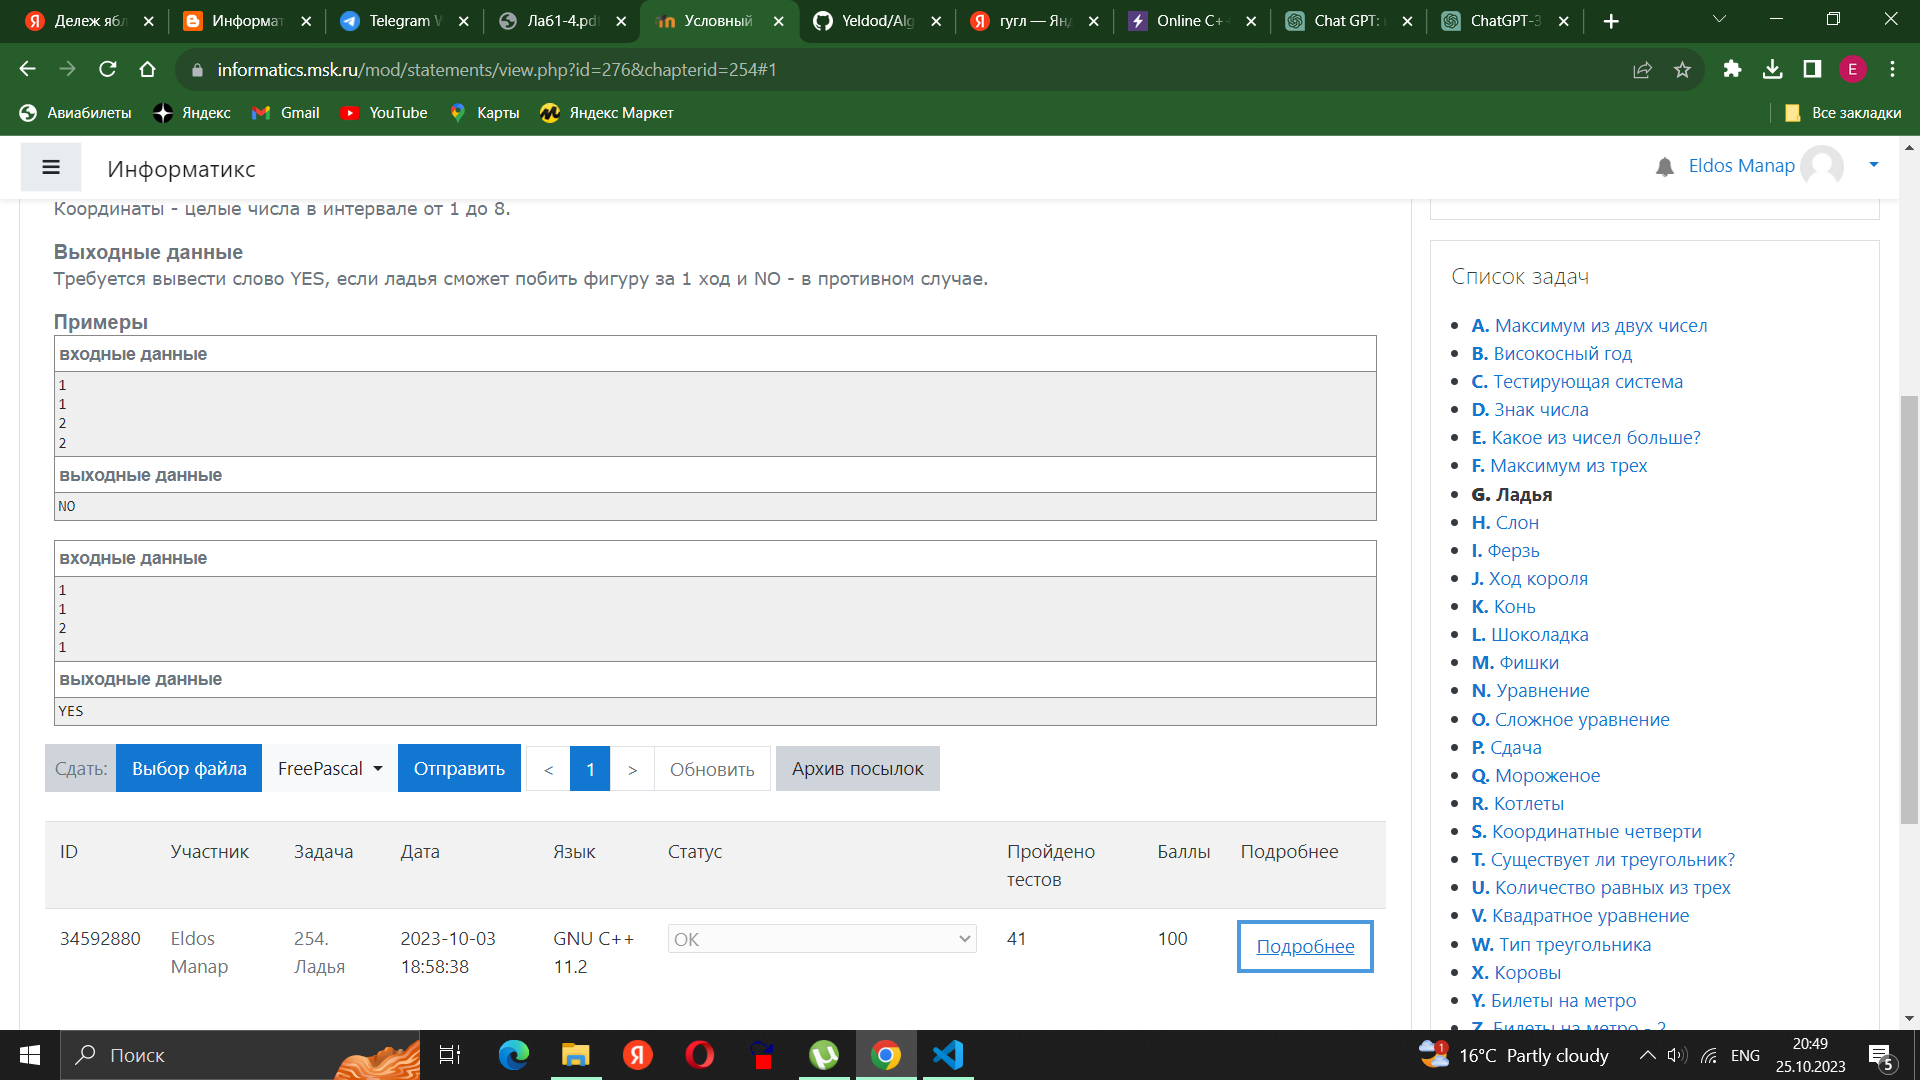 Дележ ябл
Информат
Telegram W
Лаб1-4.pdf
Условный
Yeldod/Alg
гугл — Янд
Online C++
Chat GPT:
ChatGPT-3
informatics.msk.ru/mod/statements/view.php?id=276&chapterid=254#1
E
Авиабилеты
Яндекс
Gmail
YouTube
Карты
Яндекс Маркет
Все закладки
Информатикс
Eldos Manap
Координаты - целые числа в интервале от 1 до 8.
Выходные данные
Требуется вывести слово YES, если ладья сможет побить фигуру за 1 ход и NO - в противном случае.
Примеры
входные данные
1
1
2
2
выходные данные
NO
входные данные
1
1
2
1
выходные данные
YES
Сдать: Выбор файла FreePascal Отправить < 1 > Обновить Архив посылок
ID Участник Задача Дата Язык Статус Пройдено тестов Баллы Подробнее
34592880 Eldos Manap 254. Ладья 2023-10-03 18:58:38 GNU C++ 11.2 OK 41 100 Подробнее
Список задач
A. Максимум из двух чисел
B. Високосный год
C. Тестирующая система
D. Знак числа
E. Какое из чисел больше?
F. Максимум из трех
G. Ладья
H. Слон
I. Ферзь
J. Ход короля
K. Конь
L. Шоколадка
M. Фишки
N. Уравнение
O. Сложное уравнение
P. Сдача
Q. Мороженое
R. Котлеты
S. Координатные четверти
T. Существует ли треугольник?
U. Количество равных из трех
V. Квадратное уравнение
W. Тип треугольника
X. Коровы
Y. Билеты на метро
Z. Билеты на метро - 2
Поиск
1
16°C Partly cloudy
ENG
20:49
25.10.2023
5